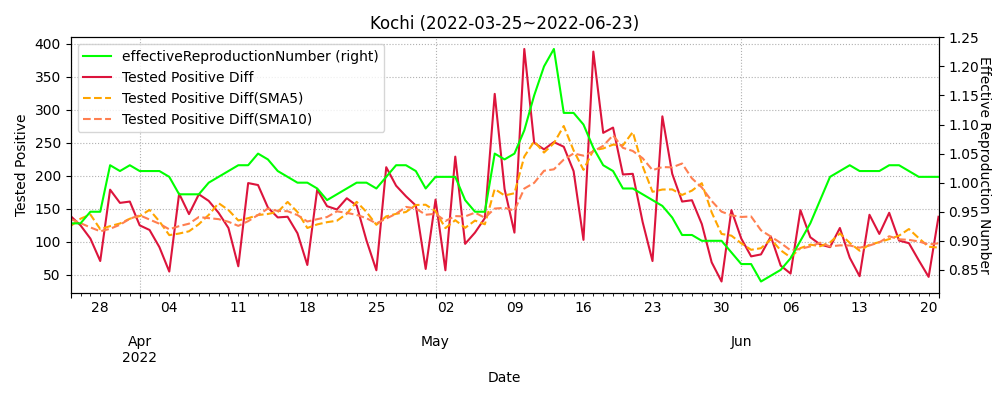 Kochi (2022-03-25~2022-06-23)
effectiveReproductionNumber (right)
Tested Positive Diff
Tested Positive Diff(SMA5)
Tested Positive Diff(SMA10)
Tested Positive
400
350
300
250
200
150
100
50
1.25
1.20
1.15
1.10
1.05
1.00
0.95
0.90
0.85
Effective Reproduction Number
28 04 11 18 25 02 09 16 23 30 06 13 20
Apr May Jun
2022
Date